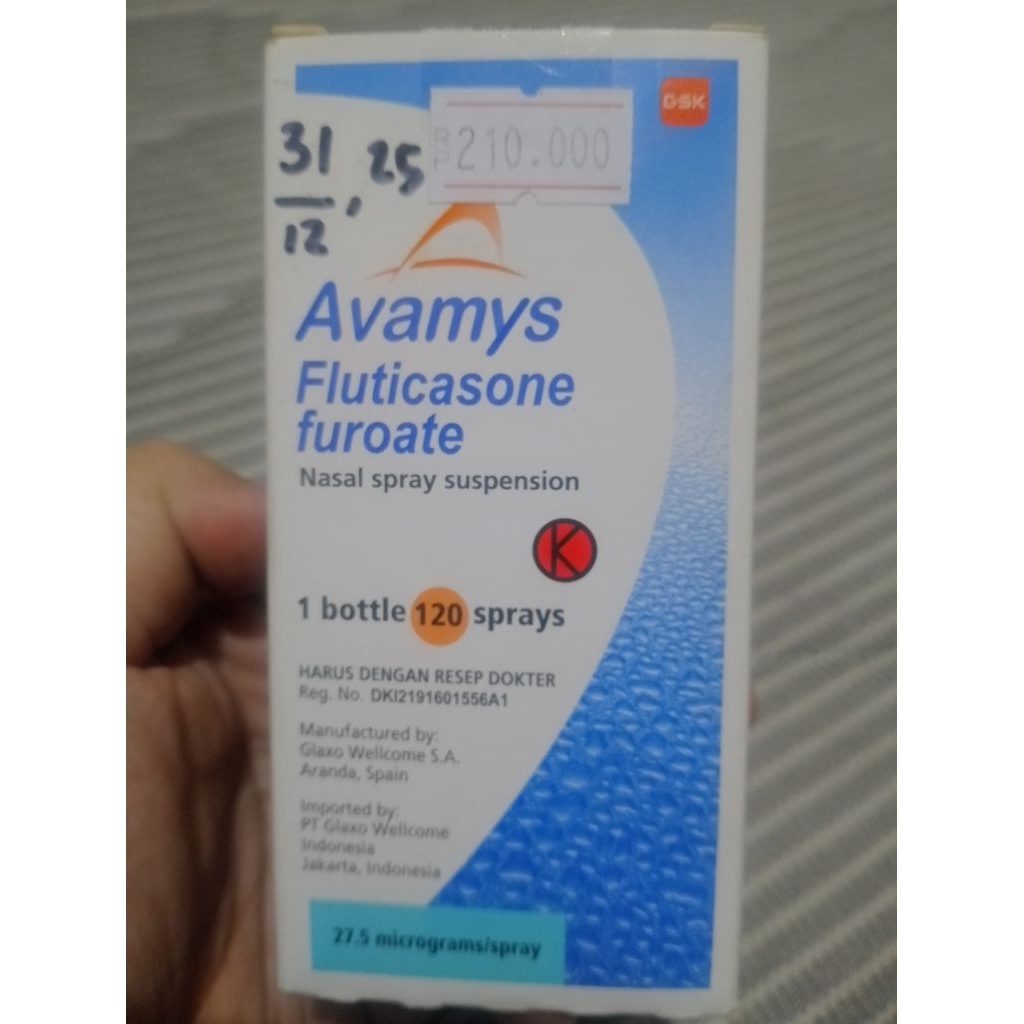 GSK
31
12 , 25
210.000
Avamys
Fluticasone
furoate
Nasal spray suspension
K
1 bottle 120 sprays
HARUS DENGAN RESEP DOKTER
Reg. No. DKI2191601556A1
Manufactured by:
Glaxo Wellcome S.A.
Aranda, Spain
Imported by:
PT Glaxo Wellcome
Indonesia
Jakarta, Indonesia
27.5 micrograms/spray